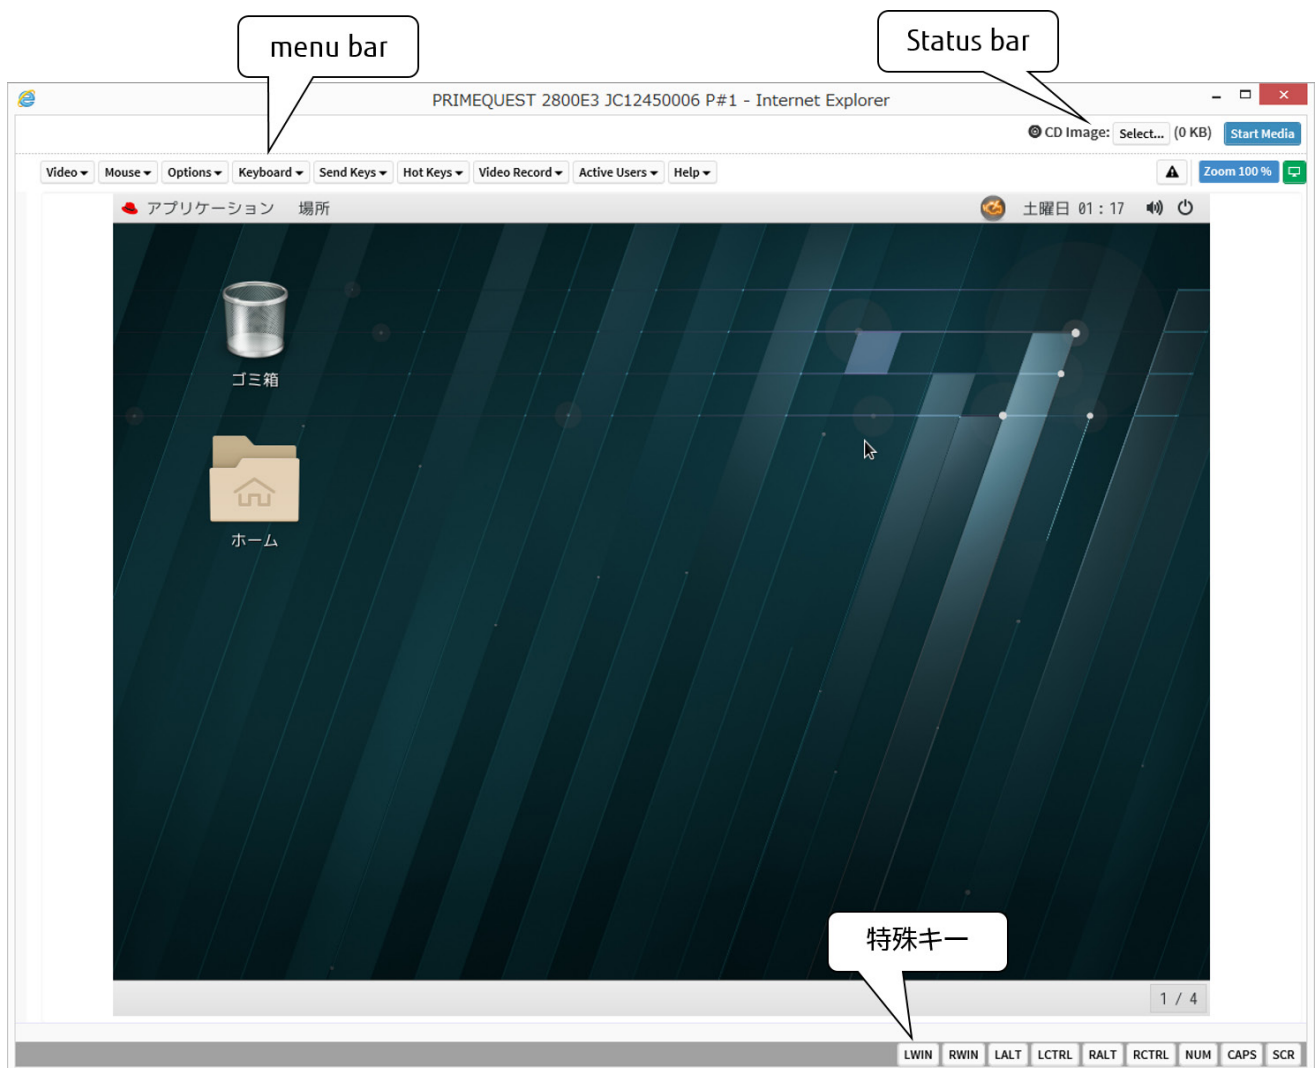 menu bar
Status bar
PRIMEQUEST 2800E3 JC12450006 P#1 - Internet Explorer
CD Image: Select... (0 KB) Start Media
Video Mouse Options Keyboard Send Keys Hot Keys Video Record Active Users Help Zoom 100 %
アプリケーション 場所 土曜日 01：17
ゴミ箱
ホーム
特殊キー
1 / 4
LWIN RWIN LALT LCTRL RALT RCTRL NUM CAPS SCR